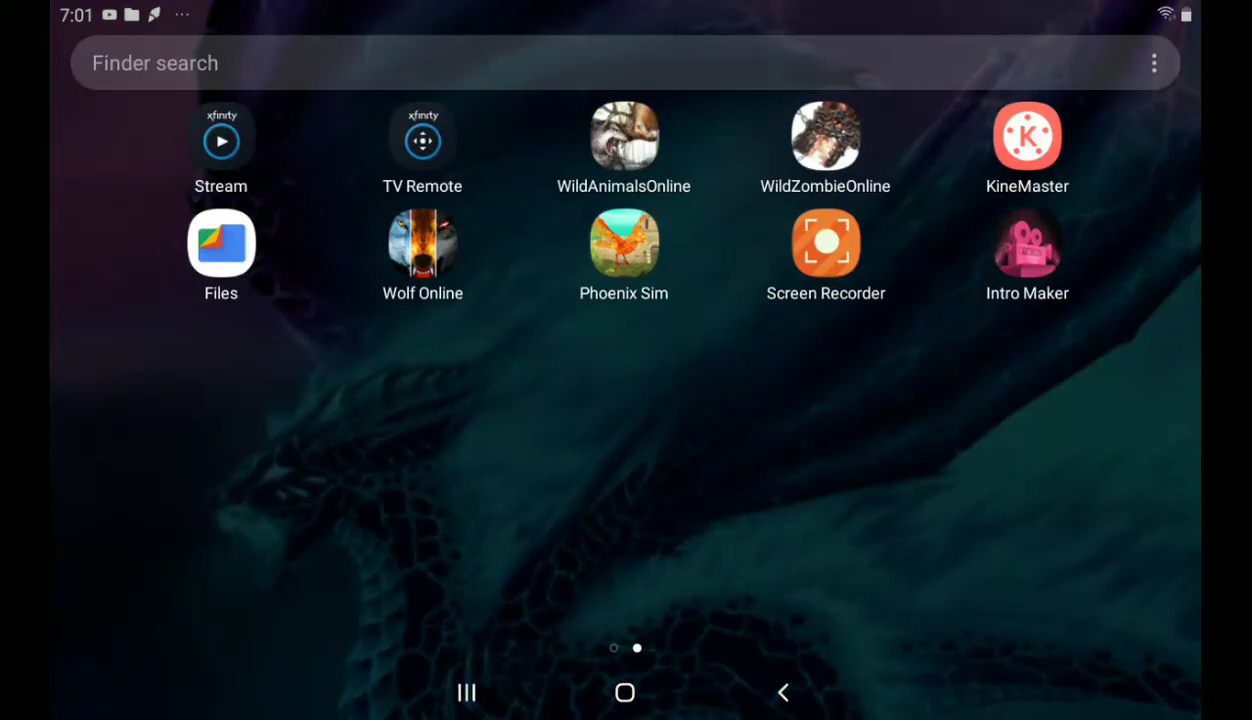 7:01
Finder search
xfinity
xfinity
Stream
TV Remote
WildAnimalsOnline
WildZombieOnline
K
KineMaster
Files
Wolf Online
Phoenix Sim
Screen Recorder
Intro Maker